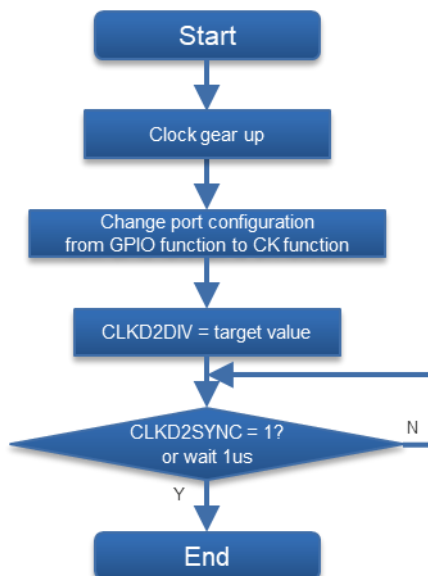 Start
Clock gear up
Change port configuration
from GPIO function to CK function
CLKD2DIV = target value
CLKD2SYNC = 1?
or wait 1us
N
Y
End